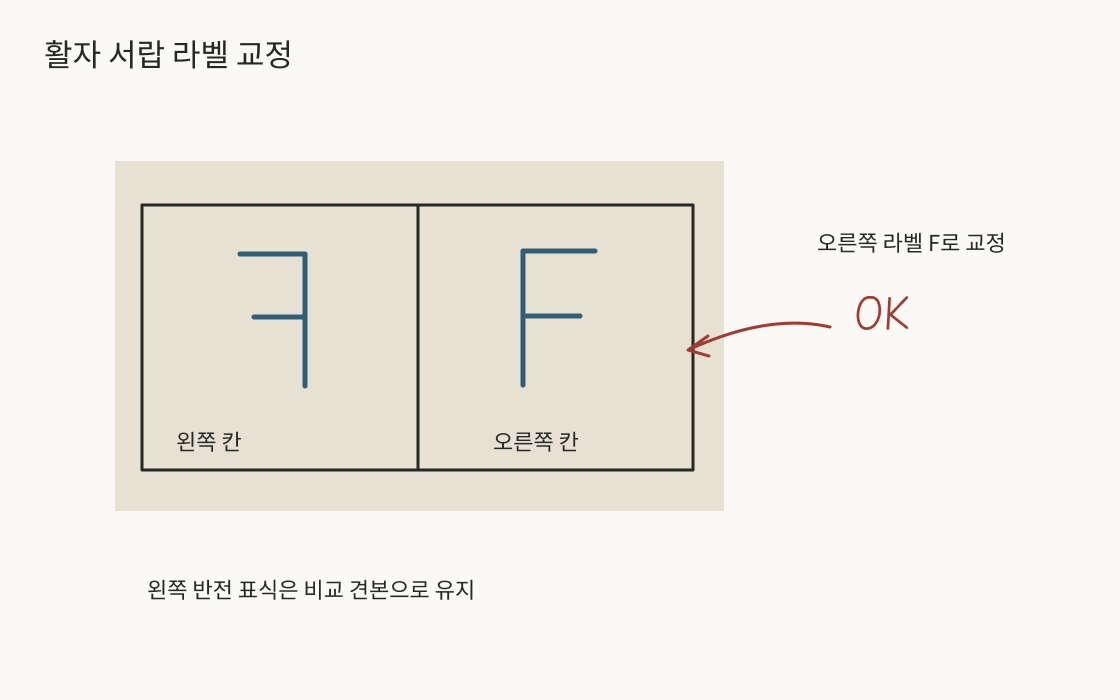 활자 서랍 라벨 교정
오른쪽 라벨 F로 교정
OK
F
왼쪽 칸
오른쪽 칸
왼쪽 반전 표식은 비교 견본으로 유지